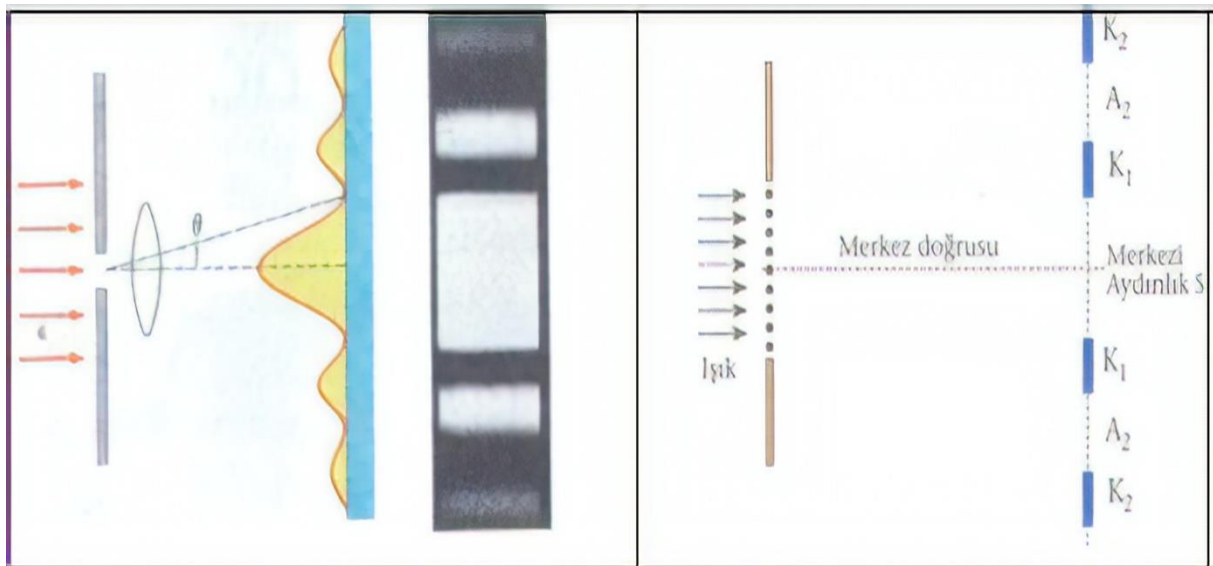 θ
K₂
A₂
K₁
Merkez doğrusu
Merkezi
Aydınlık S
Işık
K₁
A₂
K₂